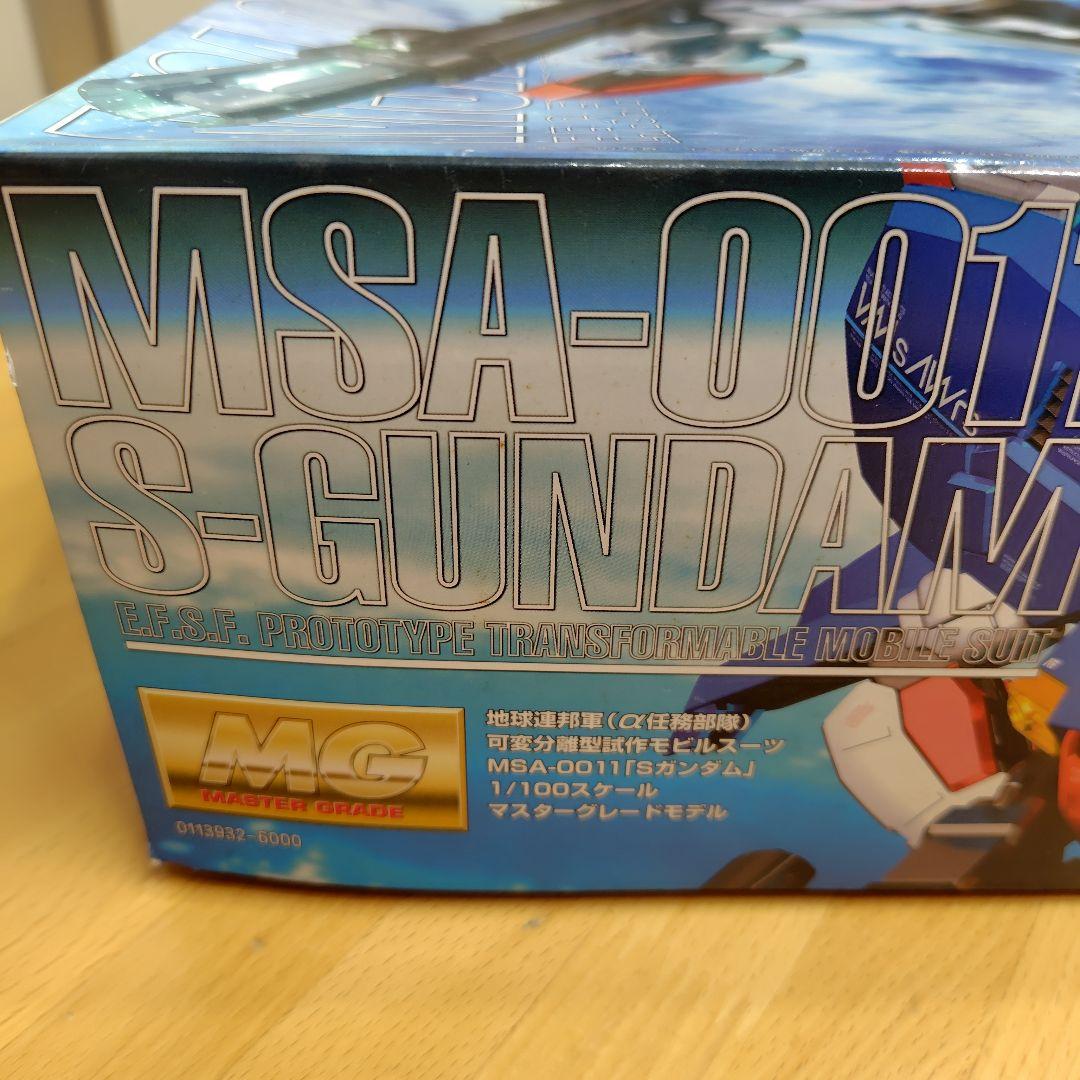 MSA-0011
S-GUNDAM
E.F.S.F. PROTOTYPE TRANSFORMABLE MOBILE SUIT
MG
MASTER GRADE
0113932-6000
地球連邦軍(α任務部隊)
可変分離型試作モビルスーツ
MSA-0011「Sガンダム」
1/100スケール
マスターグレードモデル